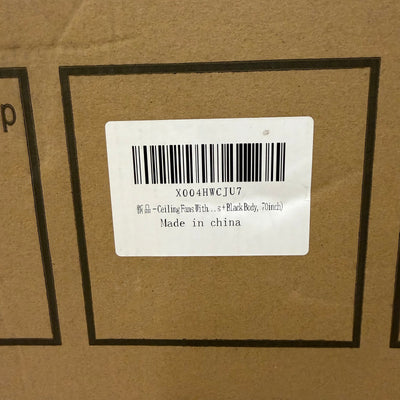 p
X004HWCJU7
新品 - Ceiling Fans With...s + Black Body, 70inch)
Made in china